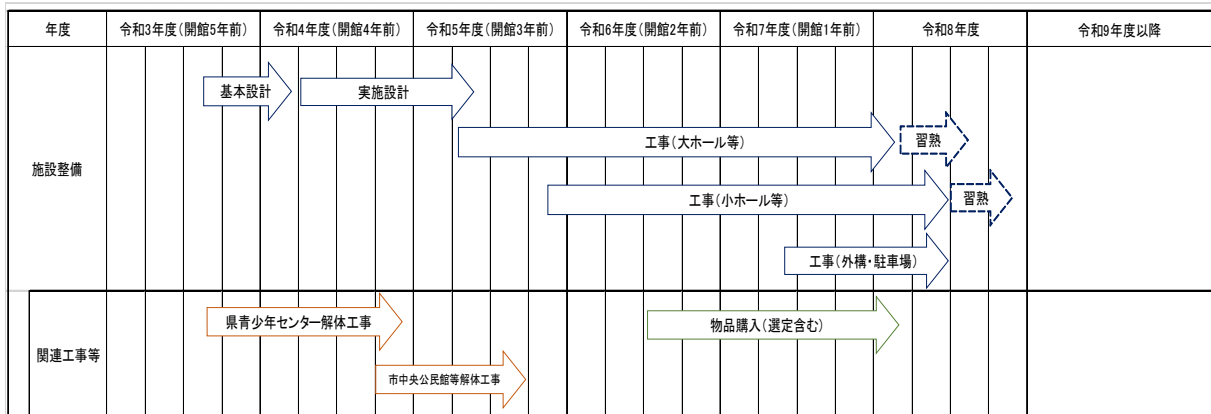 年度
令和3年度(開館5年前)
令和4年度(開館4年前)
令和5年度(開館3年前)
令和6年度(開館2年前)
令和7年度(開館1年前)
令和8年度
令和9年度以降
施設整備
基本設計
実施設計
工事(大ホール等)
習熟
工事(小ホール等)
習熟
工事(外構・駐車場)
関連工事等
県青少年センター解体工事
物品購入(選定含む)
市中央公民館等解体工事